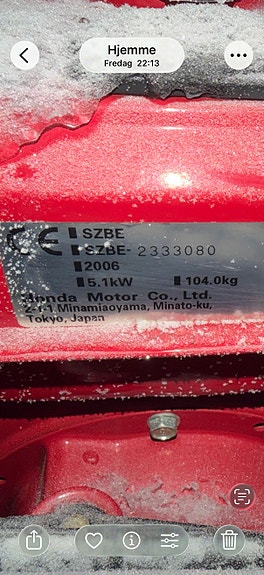 Hjemme
Fredag 22:13
CE SZBE
SZBE-2333080
2006
5.1kW 104.0kg
Honda Motor Co., Ltd.
2-1-1 Minamiaoyama, Minato-ku,
Tokyo, Japan